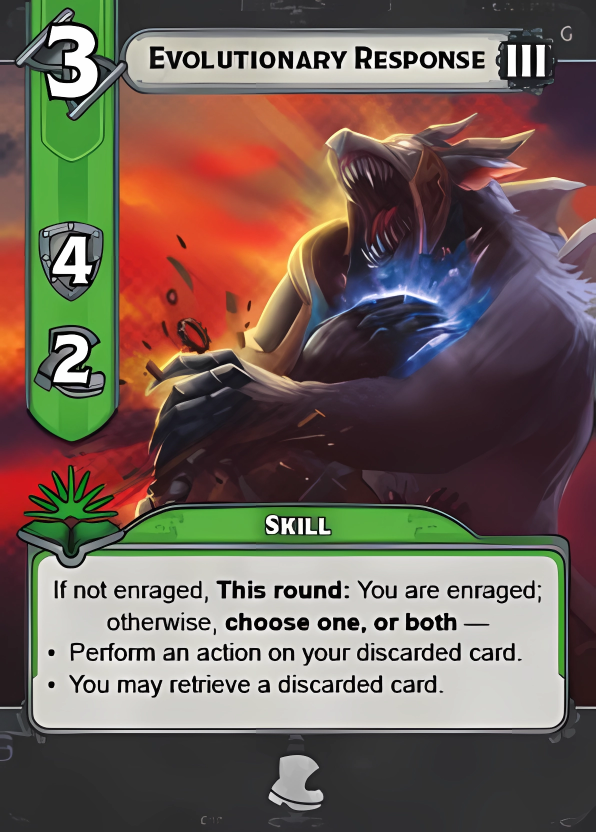 3
EVOLUTIONARY RESPONSE
III
G
4
2
SKILL
If not enraged, This round: You are enraged;
otherwise, choose one, or both —
• Perform an action on your discarded card.
• You may retrieve a discarded card.